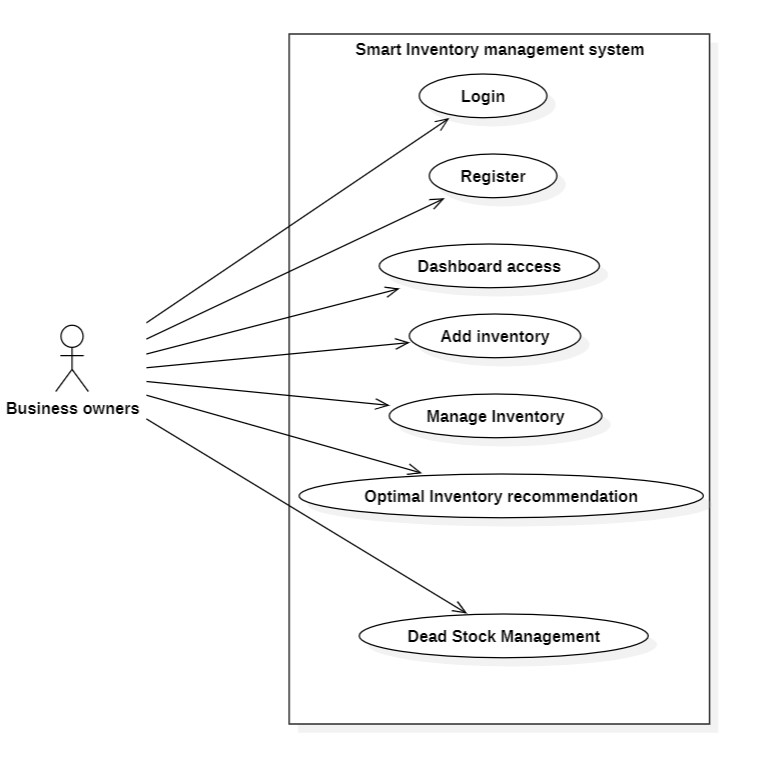 Smart Inventory management system
Login
Register
Dashboard access
Add inventory
Manage Inventory
Business owners
Optimal Inventory recommendation
Dead Stock Management